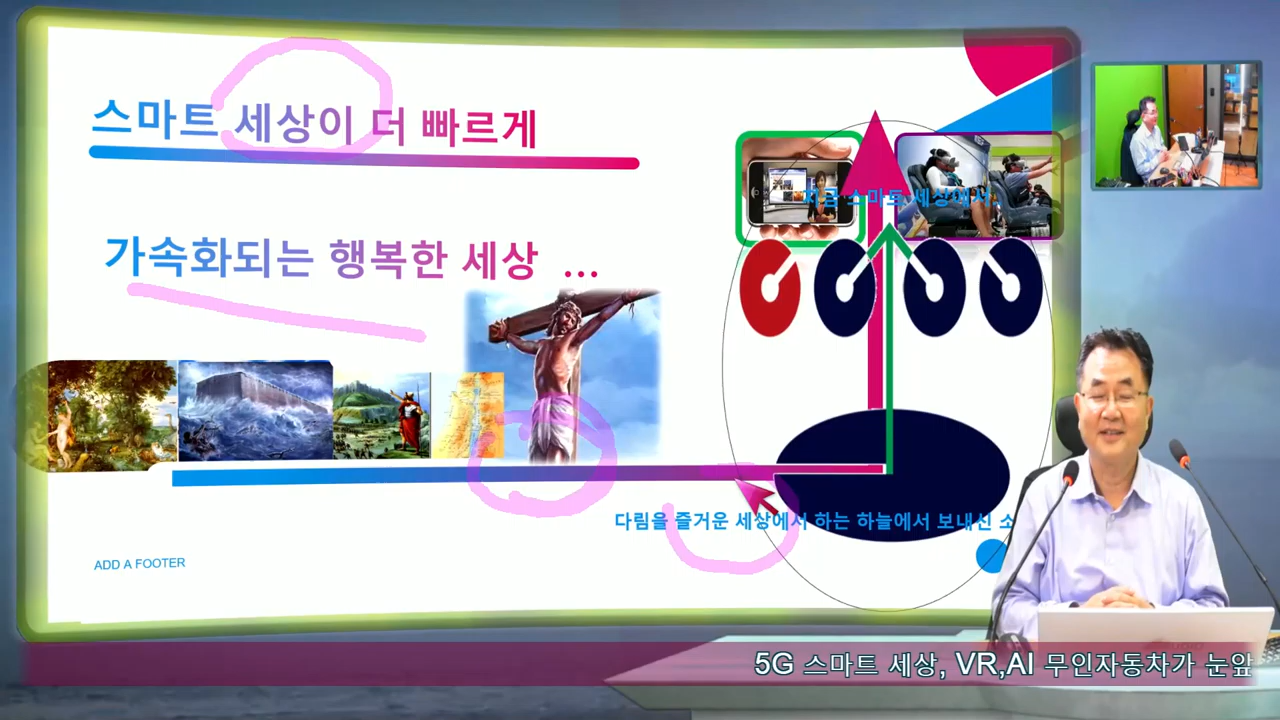 스마트 세상이 더 빠르게
가속화되는 행복한 세상 ...
지금 스마트 세상에서
다림을 즐거운 세상에서 하는 하늘에서 보내신 소
ADD A FOOTER
5G 스마트 세상, VR,AI 무인자동차가 눈앞